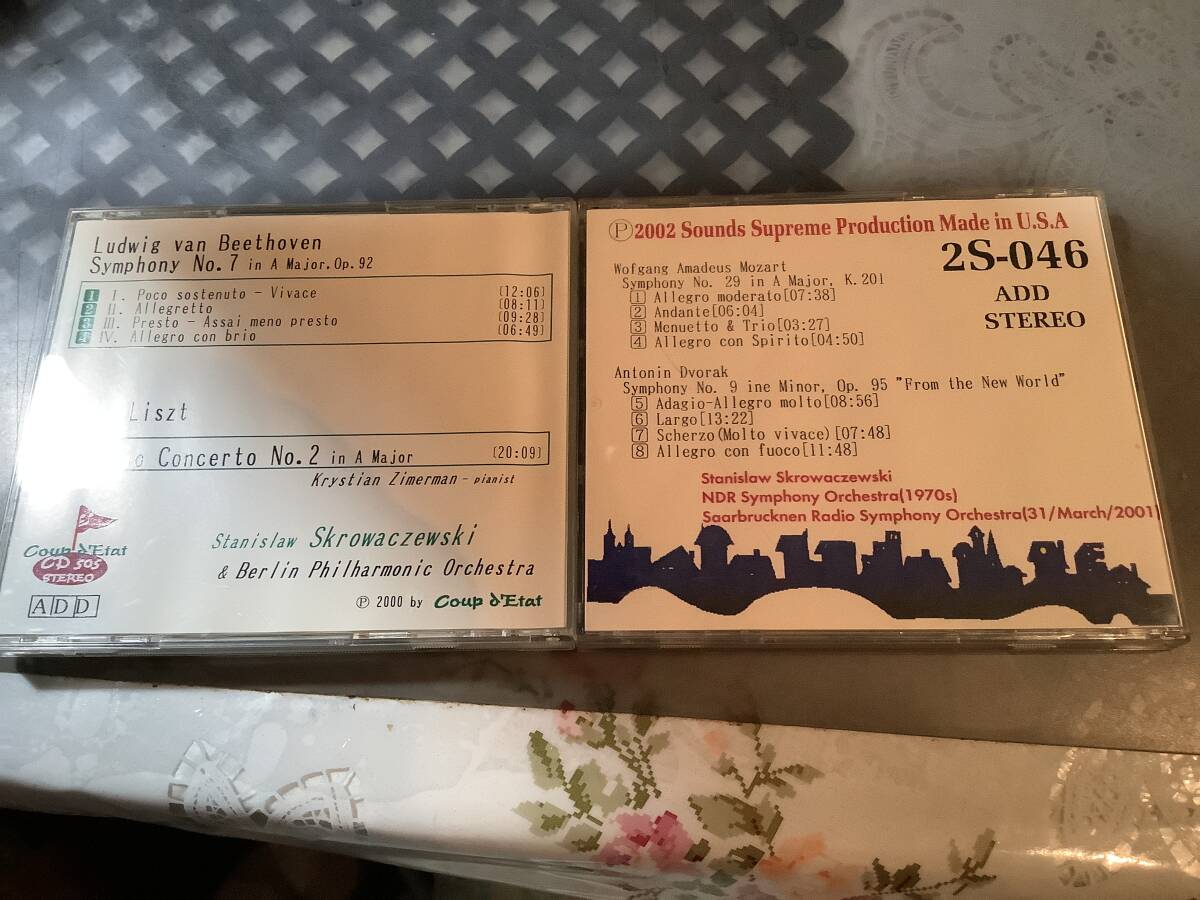 Ludwig van Beethoven
Symphony No. 7 in A Major, Op. 92
1 I. Poco sostenuto - Vivace [12:06]
2 II. Allegretto [08:11]
3 III. Presto - Assai meno presto [09:28]
4 IV. Allegro con brio [06:49]
Liszt
o Concerto No. 2 in A Major [20:09]
Krystian Zimerman - pianist
Stanislaw Skrowaczewski
& Berlin Philharmonic Orchestra
Ⓟ 2000 by Coup d'Etat
Coup d'Etat
CD 505
STEREO
ADD
Ⓟ2002 Sounds Supreme Production Made in U.S.A
2S-046
ADD
STEREO
Wofgang Amadeus Mozart
Symphony No. 29 in A Major, K.201
1 Allegro moderato[07:38]
2 Andante[06:04]
3 Menuetto & Trio[03:27]
4 Allegro con Spirito[04:50]
Antonin Dvorak
Symphony No. 9 ine Minor, Op. 95 "From the New World"
5 Adagio-Allegro molto[08:56]
6 Largo[13:22]
7 Scherzo(Molto vivace)[07:48]
8 Allegro con fuoco[11:48]
Stanislaw Skrowaczewski
NDR Symphony Orchestra(1970s)
Saarbrucknen Radio Symphony Orchestra(31/March/2001)